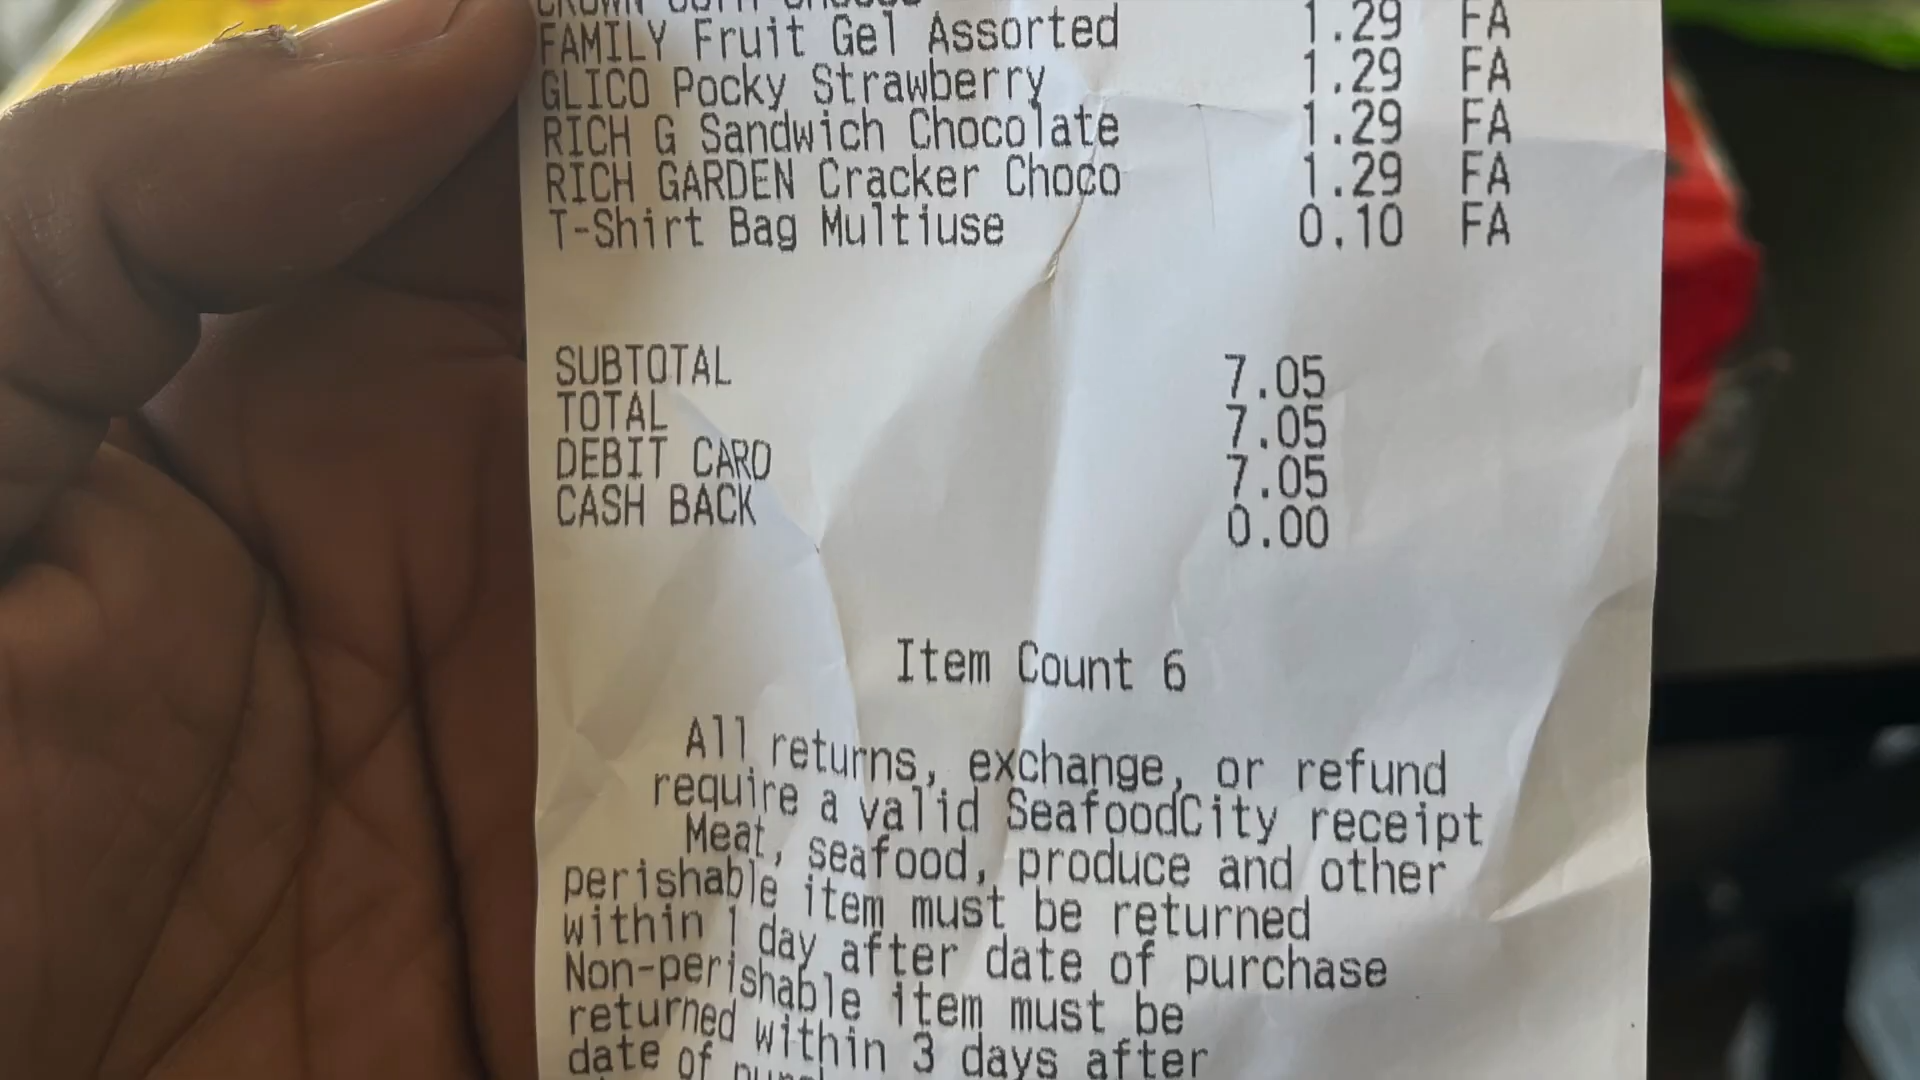 FAMILY Fruit Gel Assorted 1.29 FA
GLICO Pocky Strawberry 1.29 FA
RICH G Sandwich Chocolate 1.29 FA
RICH GARDEN Cracker Choco 1.29 FA
T-Shirt Bag Multiuse 0.10 FA
SUBTOTAL 7.05
TOTAL 7.05
DEBIT CARD 7.05
CASH BACK 0.00
Item Count 6
All returns, exchange, or refund
require a valid SeafoodCity receipt
Meat, seafood, produce and other
perishable item must be returned
within 1 day after date of purchase
Non-perishable item must be
returned within 3 days after
date of